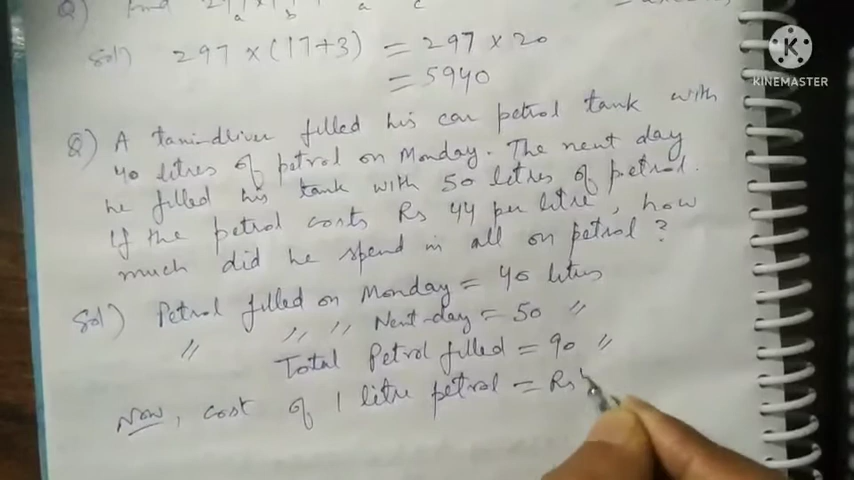 Sol) 297 × (17+3) = 297 × 20
= 5940
KINEMASTER
Q) A taxi-driver filled his car petrol tank with
40 litres of petrol on Monday. The next day
he filled his tank with 50 litres of petrol.
If the petrol costs Rs 44 per litre, how
much did he spend in all on petrol?
Sol) Petrol filled on Monday = 40 litres
" " " Next-day = 50 "
Total Petrol filled = 90 "
Now, cost of 1 litre petrol = Rs